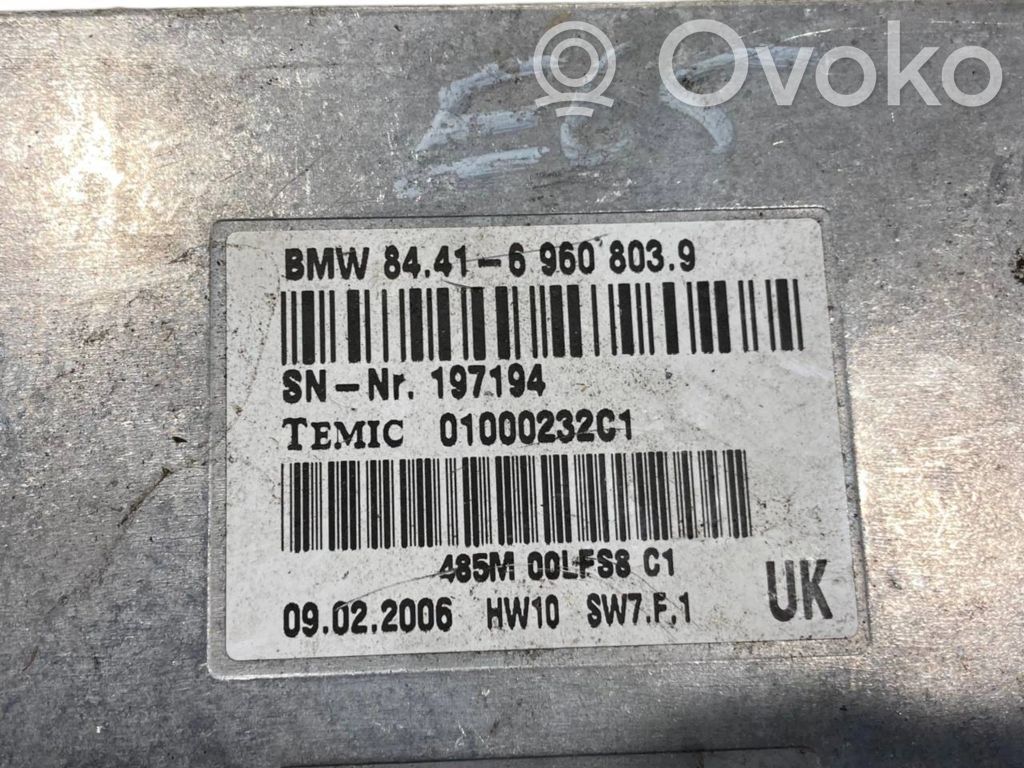 Ovoko
E65
BMW 84.41-6 960 803.9
SN-Nr. 197194
TEMIC 01000232C1
485M 00LFS8 C1
09.02.2006 HW10 SW7.F.1
UK